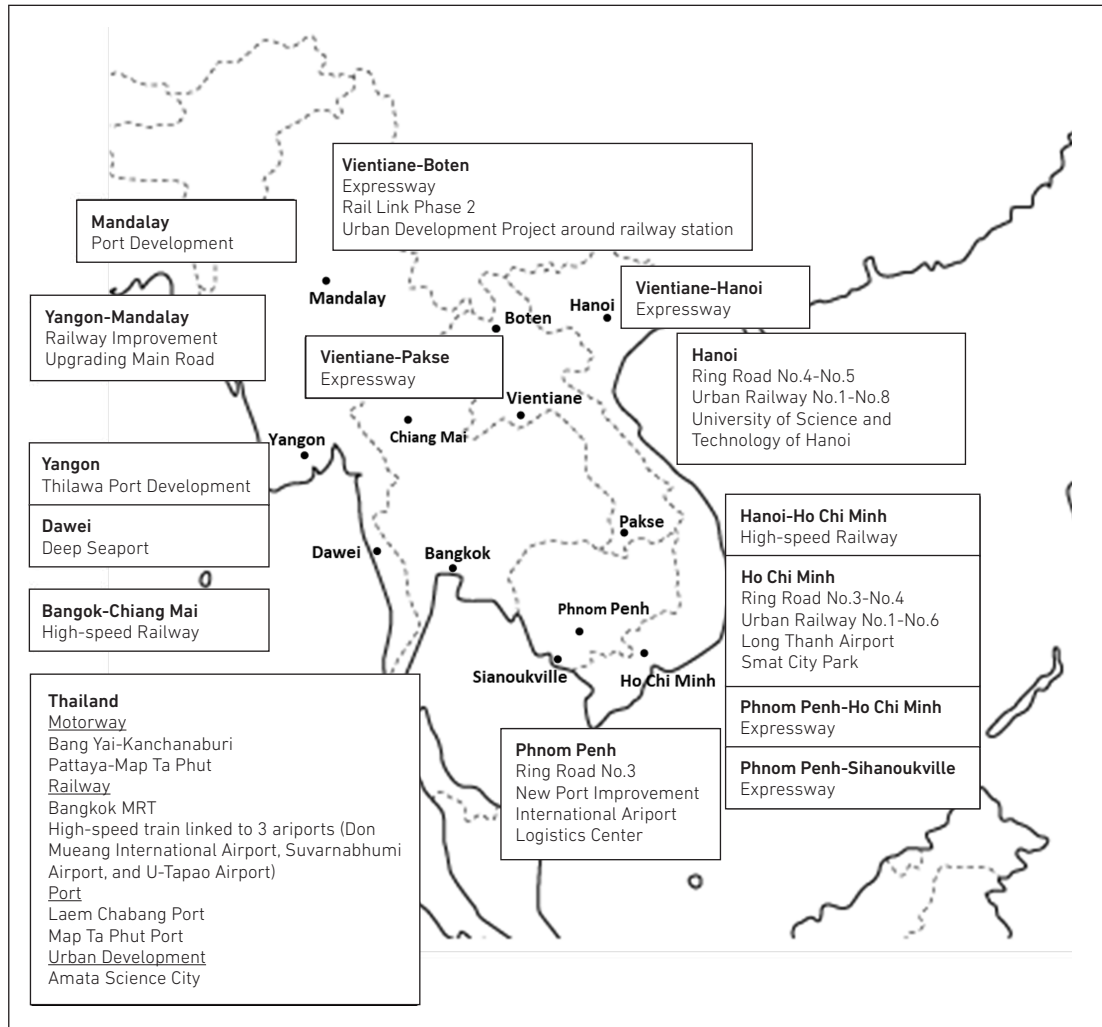 Vientiane-Boten
Expressway
Rail Link Phase 2
Urban Development Project around railway station
Mandalay
Port Development
Mandalay
Yangon-Mandalay
Railway Improvement
Upgrading Main Road
Boten
Hanoi
Vientiane-Hanoi
Expressway
Vientiane-Pakse
Expressway
Hanoi
Ring Road No.4-No.5
Urban Railway No.1-No.8
University of Science and
Technology of Hanoi
Vientiane
Chiang Mai
Yangon
Yangon
Thilawa Port Development
Dawei
Deep Seaport
Dawei
Bangkok
Pakse
Hanoi-Ho Chi Minh
High-speed Railway
Ho Chi Minh
Ring Road No.3-No.4
Urban Railway No.1-No.6
Long Thanh Airport
Smat City Park
Bangok-Chiang Mai
High-speed Railway
Phnom Penh
Sianoukville
Ho Chi Minh
Phnom Penh-Ho Chi Minh
Expressway
Phnom Penh-Sihanoukville
Expressway
Thailand
Motorway
Bang Yai-Kanchanaburi
Pattaya-Map Ta Phut
Railway
Bangkok MRT
High-speed train linked to 3 ariports (Don
Mueang International Airport, Suvarnabhumi
Airport, and U-Tapao Airport)
Port
Laem Chabang Port
Map Ta Phut Port
Urban Development
Amata Science City
Phnom Penh
Ring Road No.3
New Port Improvement
International Ariport
Logistics Center